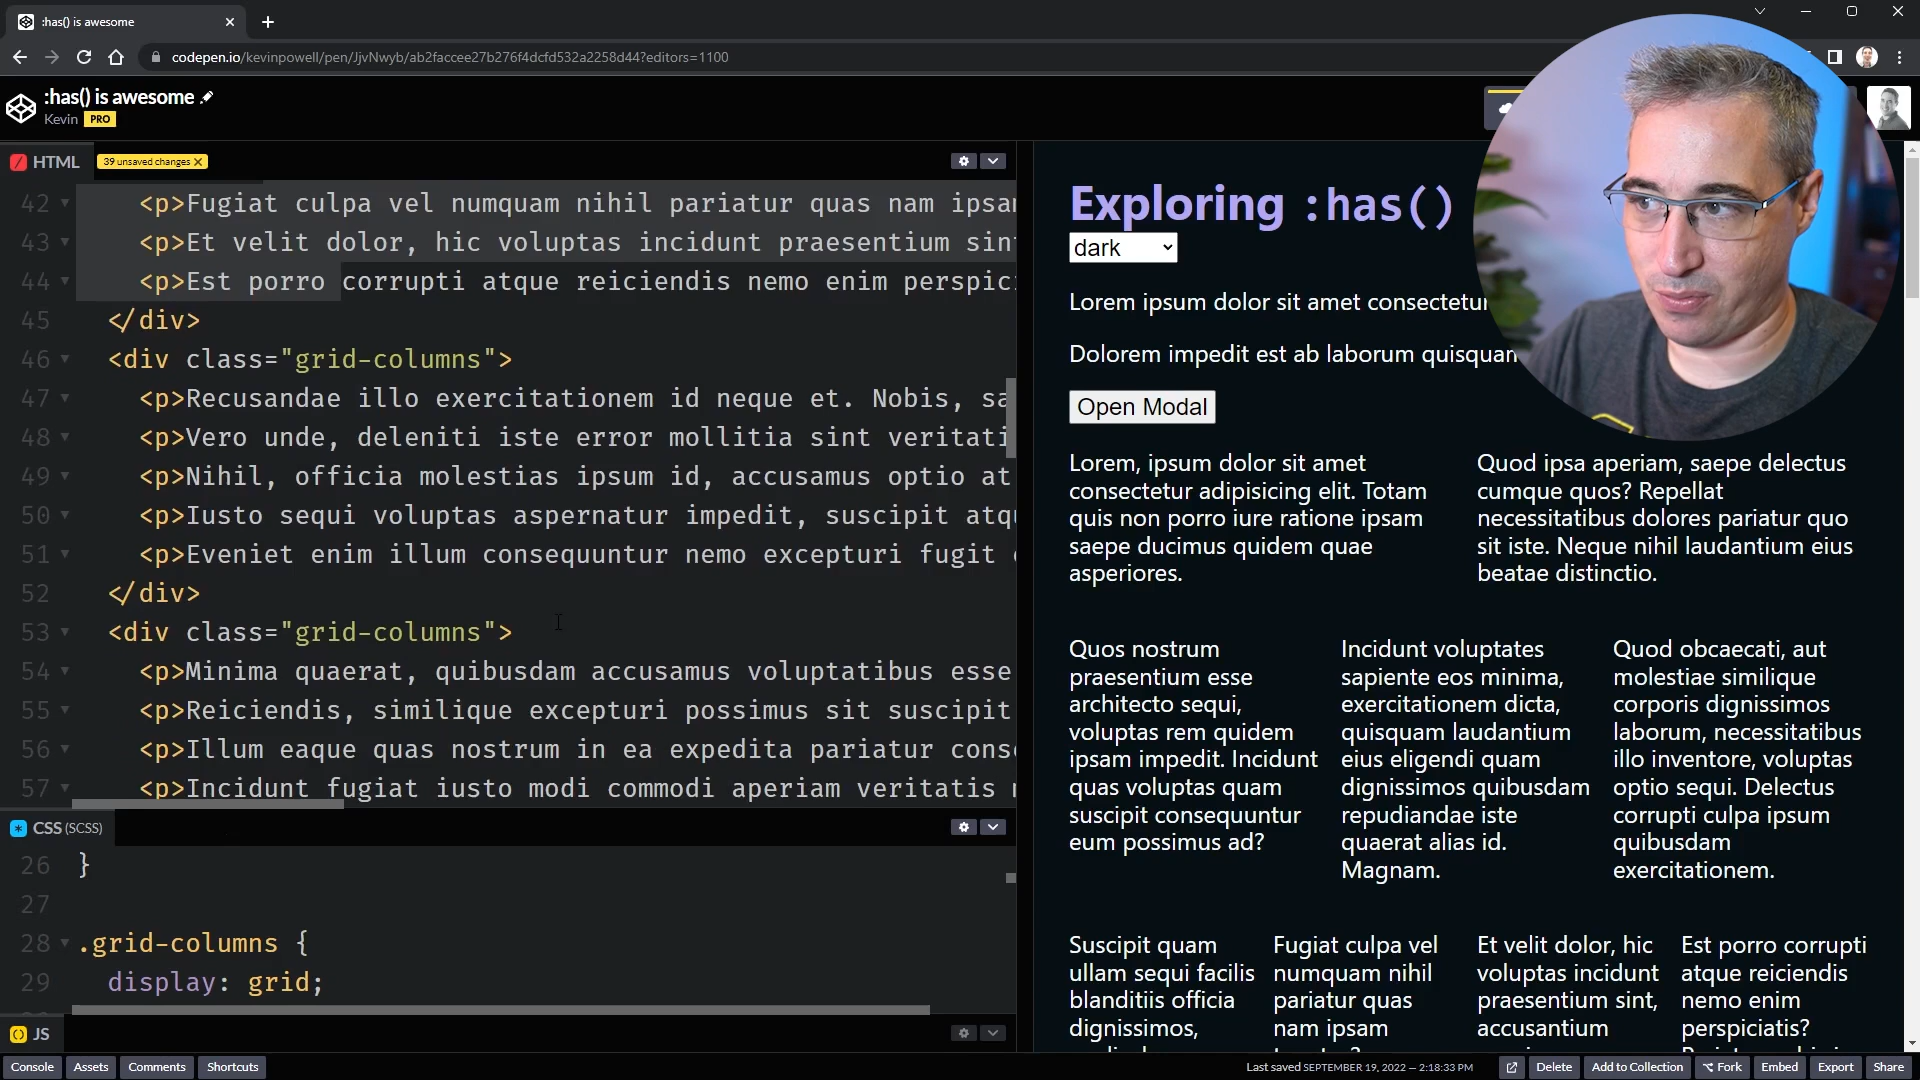 :has() is awesome
codepen.io/kevinpowell/pen/JjvNwyb/ab2faccee27b276f4dcfd532a2258d44?editors=1100
:has() is awesome
Kevin PRO
HTML 39 unsaved changes
42 <p>Fugiat culpa vel numquam nihil pariatur quas nam ipsam
43 <p>Et velit dolor, hic voluptas incidunt praesentium sint
44 <p>Est porro corrupti atque reiciendis nemo enim perspic
45 </div>
46 <div class="grid-columns">
47 <p>Recusandae illo exercitationem id neque et. Nobis, sa
48 <p>Vero unde, deleniti iste error mollitia sint veritati
49 <p>Nihil, officia molestias ipsum id, accusamus optio at
50 <p>Iusto sequi voluptas aspernatur impedit, suscipit atqu
51 <p>Eveniet enim illum consequuntur nemo excepturi fugit
52 </div>
53 <div class="grid-columns">
54 <p>Minima quaerat, quibusdam accusamus voluptatibus esse
55 <p>Reiciendis, similique excepturi possimus sit suscipit
56 <p>Illum eaque quas nostrum in ea expedita pariatur cons
57 <p>Incidunt fugiat iusto modi commodi aperiam veritatis
CSS (SCSS)
26 }
27
28 .grid-columns {
29 display: grid;
JS
Exploring :has()
dark
Lorem ipsum dolor sit amet consectetur
Dolorem impedit est ab laborum quisquam
Open Modal
Lorem, ipsum dolor sit amet
consectetur adipisicing elit. Totam
quis non porro iure ratione ipsam
saepe ducimus quidem quae
asperiores.
Quod ipsa aperiam, saepe delectus
cumque quos? Repellat
necessitatibus dolores pariatur quo
sit iste. Neque nihil laudantium eius
beatae distinctio.
Quos nostrum
praesentium esse
architecto sequi,
voluptas rem quidem
ipsam impedit. Incidunt
quas voluptas quam
suscipit consequuntur
eum possimus ad?
Incidunt voluptates
sapiente eos minima,
exercitationem dicta,
quisquam laudantium
eius eligendi quam
dignissimos quibusdam
repudiandae iste
quaerat alias id.
Magnam.
Quod obcaecati, aut
molestiae similique
corporis dignissimos
laborum, necessitatibus
illo inventore, voluptas
optio sequi. Delectus
corrupti culpa ipsum
quibusdam
exercitationem.
Suscipit quam
ullam sequi facilis
blanditiis officia
dignissimos,
Fugiat culpa vel
numquam nihil
pariatur quas
nam ipsam
Et velit dolor, hic
voluptas incidunt
praesentium sint,
accusantium
Est porro corrupti
atque reiciendis
nemo enim
perspiciatis?
Console Assets Comments Shortcuts
Last saved SEPTEMBER 19, 2022 — 2:18:33 PM
Delete Add to Collection Fork Embed Export Share